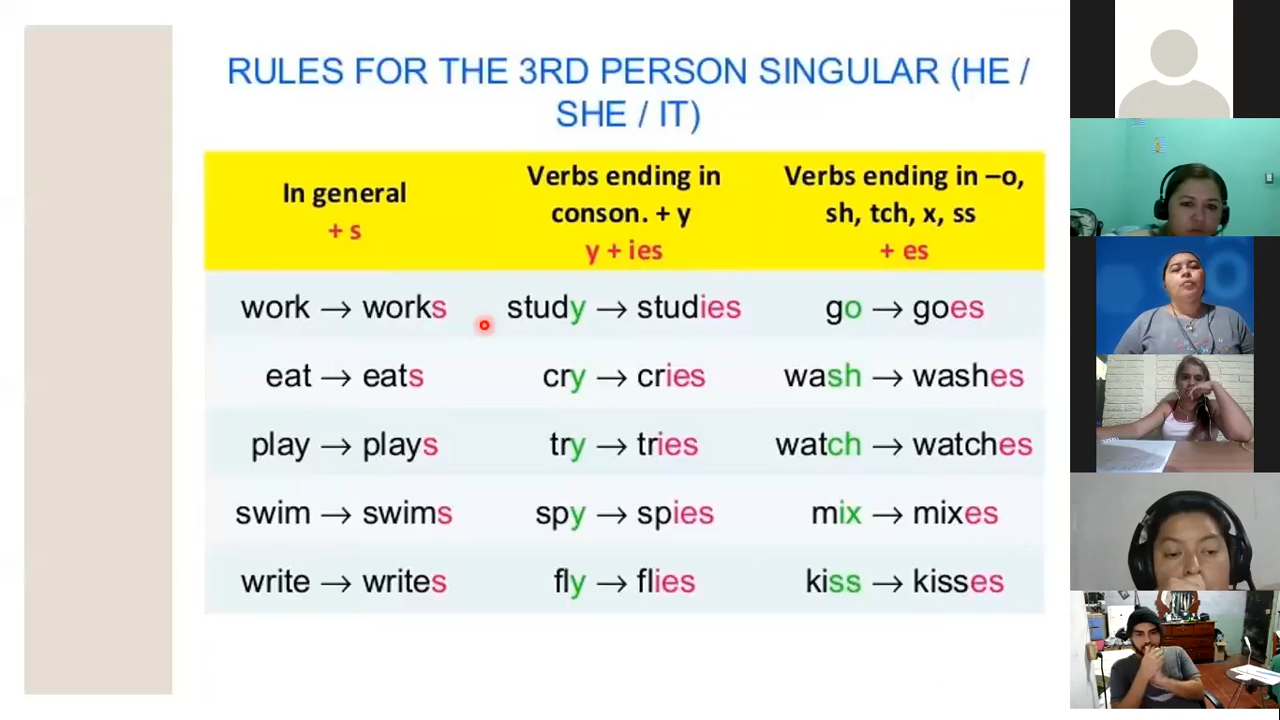 RULES FOR THE 3RD PERSON SINGULAR (HE /
SHE / IT)
In general
+ s
Verbs ending in
conson. + y
y + ies
Verbs ending in –o,
sh, tch, x, ss
+ es
work → works
study → studies
go → goes
eat → eats
cry → cries
wash → washes
play → plays
try → tries
watch → watches
swim → swims
spy → spies
mix → mixes
write → writes
fly → flies
kiss → kisses